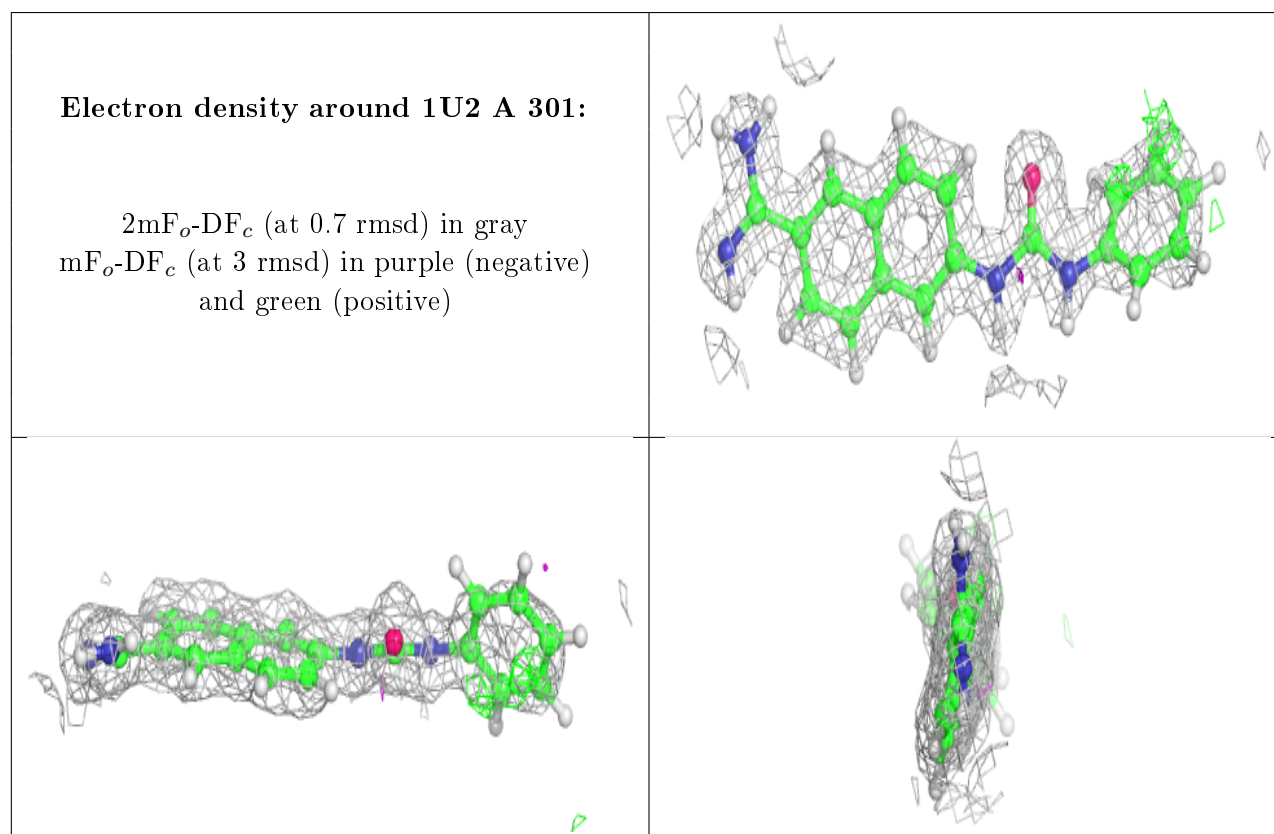 Electron density around 1U2 A 301:
2mFₒ-DF𝑐 (at 0.7 rmsd) in gray
mFₒ-DF𝑐 (at 3 rmsd) in purple (negative)
and green (positive)